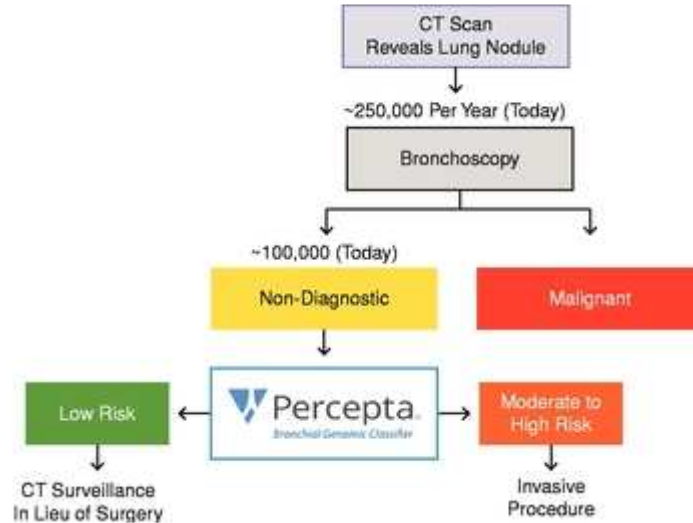 CT Scan
Reveals Lung Nodule
~250,000 Per Year (Today)
Bronchoscopy
~100,000 (Today)
Non-Diagnostic
Malignant
Low Risk
Percepta®
Bronchial Genomic Classifier
Moderate to
High Risk
CT Surveillance
In Lieu of Surgery
Invasive
Procedure